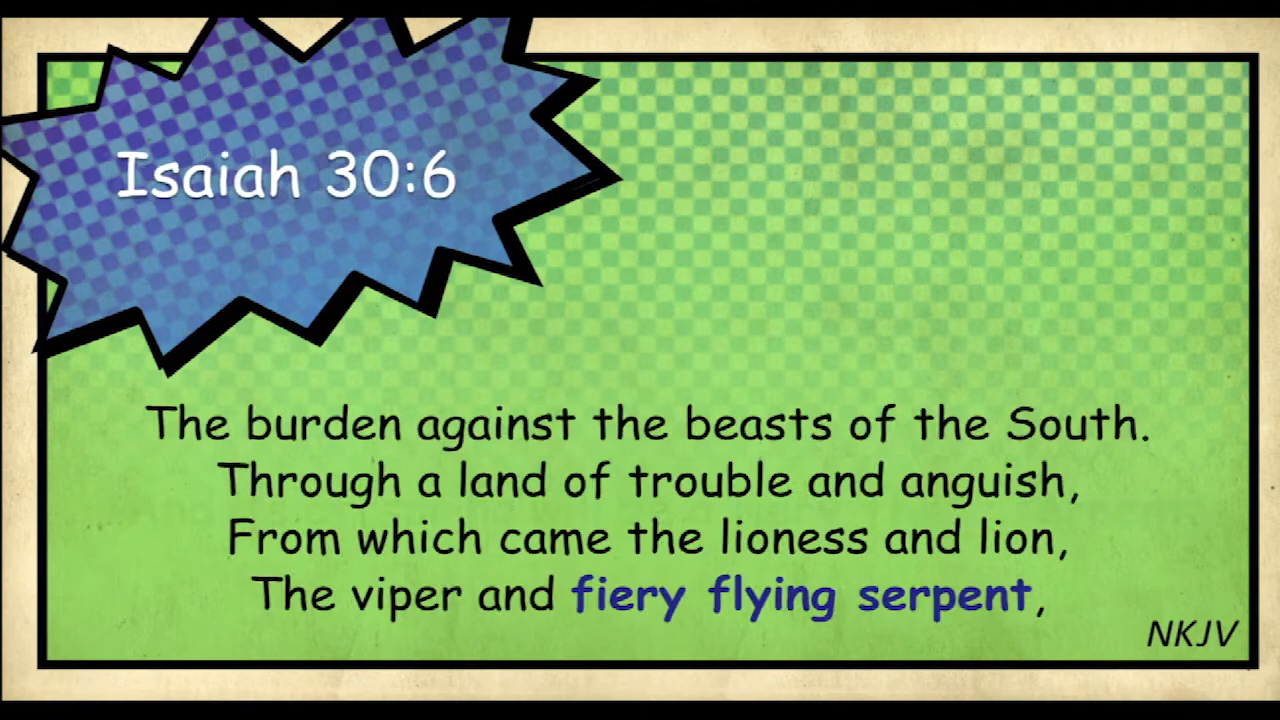 Isaiah 30:6
The burden against the beasts of the South.
Through a land of trouble and anguish,
From which came the lioness and lion,
The viper and fiery flying serpent,
NKJV